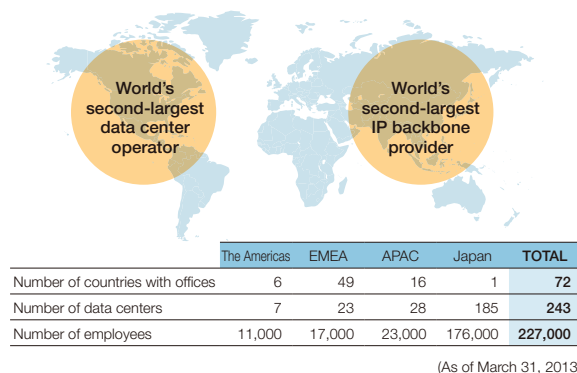 World's
second-largest
data center
operator
World's
second-largest
IP backbone
provider
The Americas EMEA APAC Japan TOTAL
Number of countries with offices 6 49 16 1 72
Number of data centers 7 23 28 185 243
Number of employees 11,000 17,000 23,000 176,000 227,000
(As of March 31, 2013